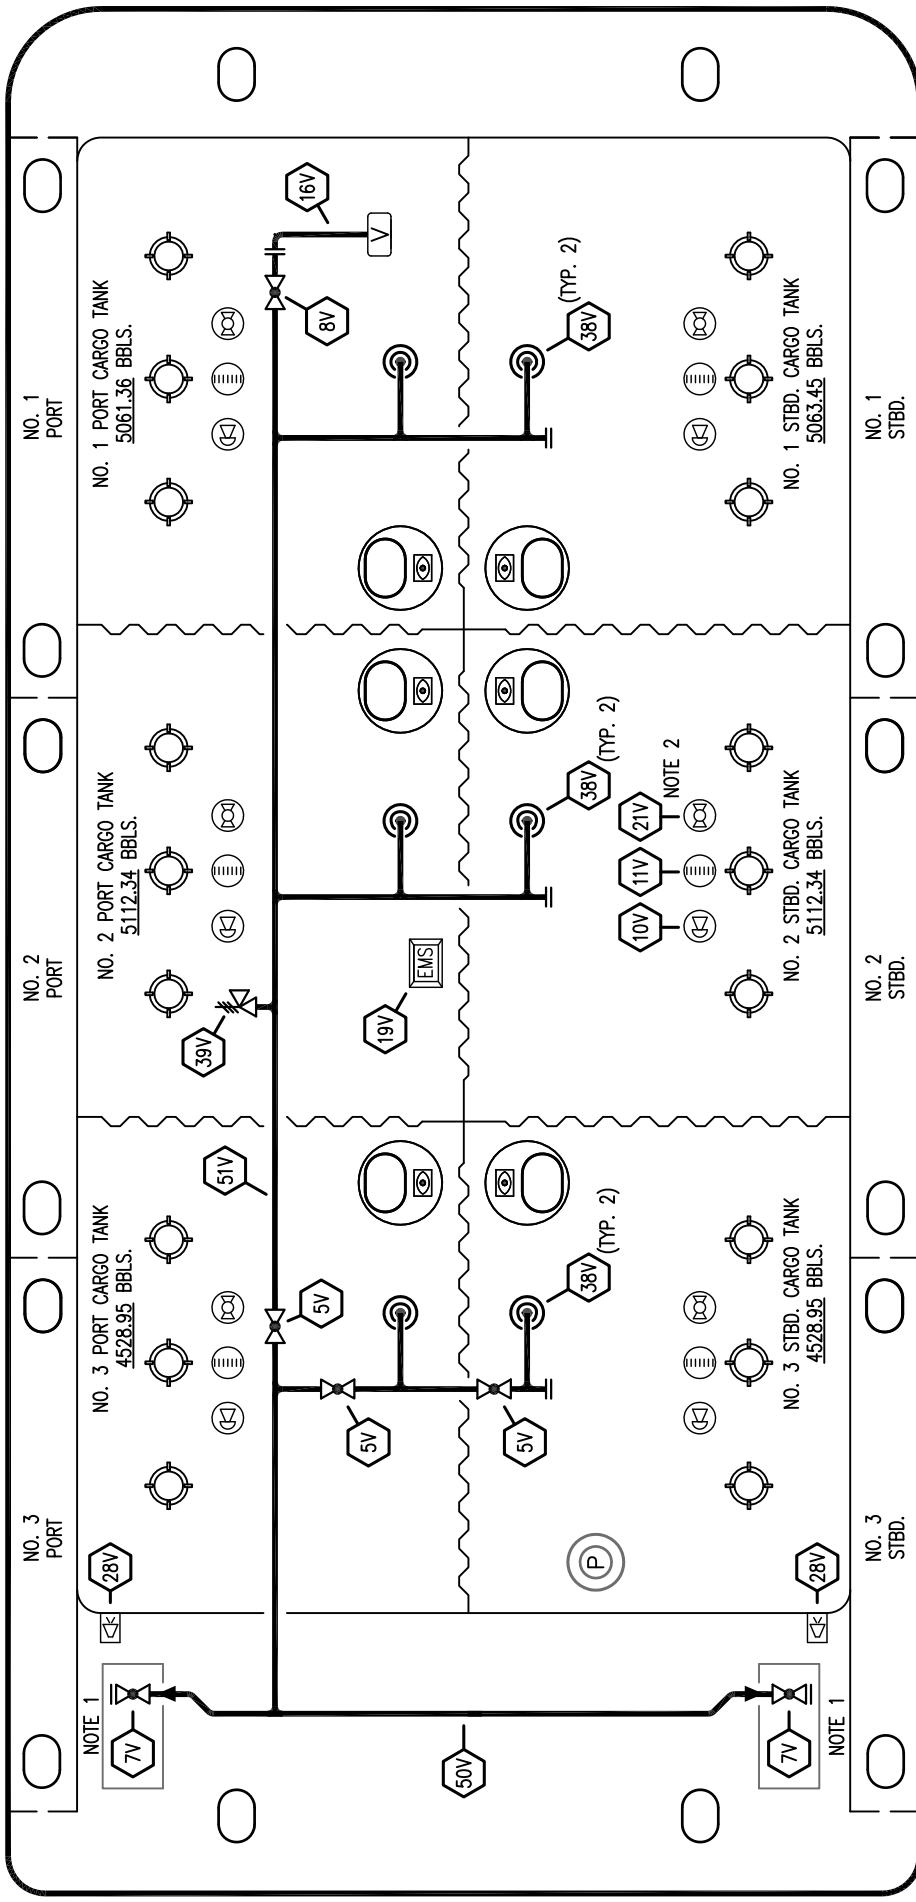 NO. 3
PORT
NO. 2
PORT
NO. 1
PORT
NO. 3 PORT CARGO TANK
4528.95 BBLS.
NO. 2 PORT CARGO TANK
5112.34 BBLS.
NO. 1 PORT CARGO TANK
5061.36 BBLS.
NOTE 1
7V
28V
39V
51V
16V
V
8V
5V
5V
5V
19V
EMS
50V
P
38V
(TYP. 2)
38V
(TYP. 2)
38V
(TYP. 2)
10V
11V
21V
NOTE 2
7V
NOTE 1
28V
NO. 3 STBD. CARGO TANK
4528.95 BBLS.
NO. 2 STBD. CARGO TANK
5112.34 BBLS.
NO. 1 STBD. CARGO TANK
5063.45 BBLS.
NO. 3
STBD.
NO. 2
STBD.
NO. 1
STBD.